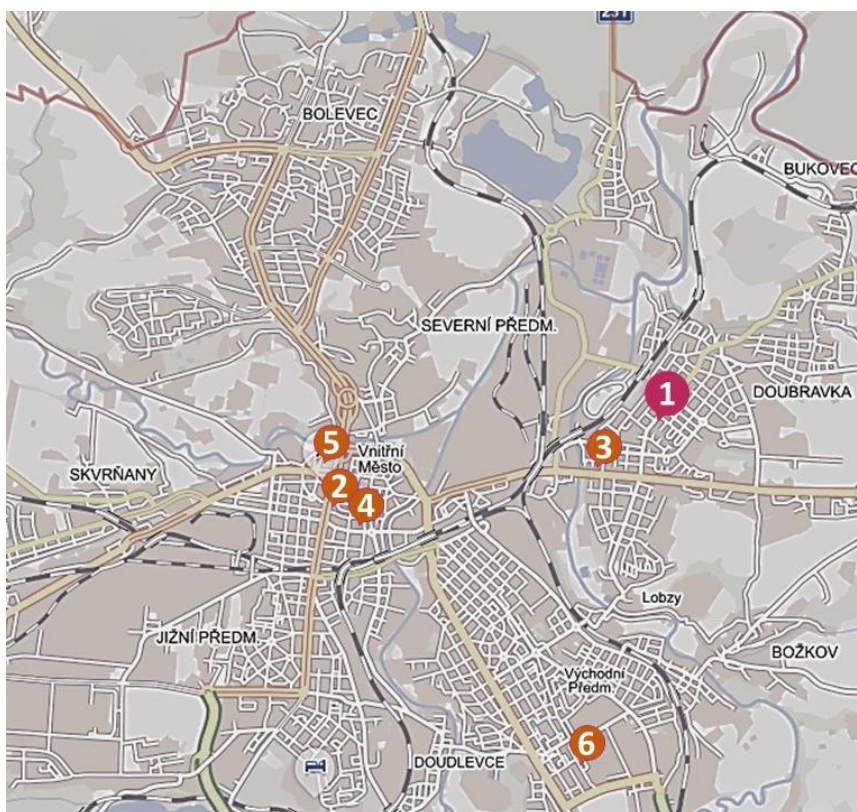 231
BOLEVEC
BUKOVEC
SEVERNÍ PŘEDM.
DOUBRAVKA
1
5
Vnitřní
Město
3
SKVRŇANY
2
4
Lobzy
JIŽNÍ PŘEDM.
BOŽKOV
Východní
Předm.
6
DOUDLEVCE